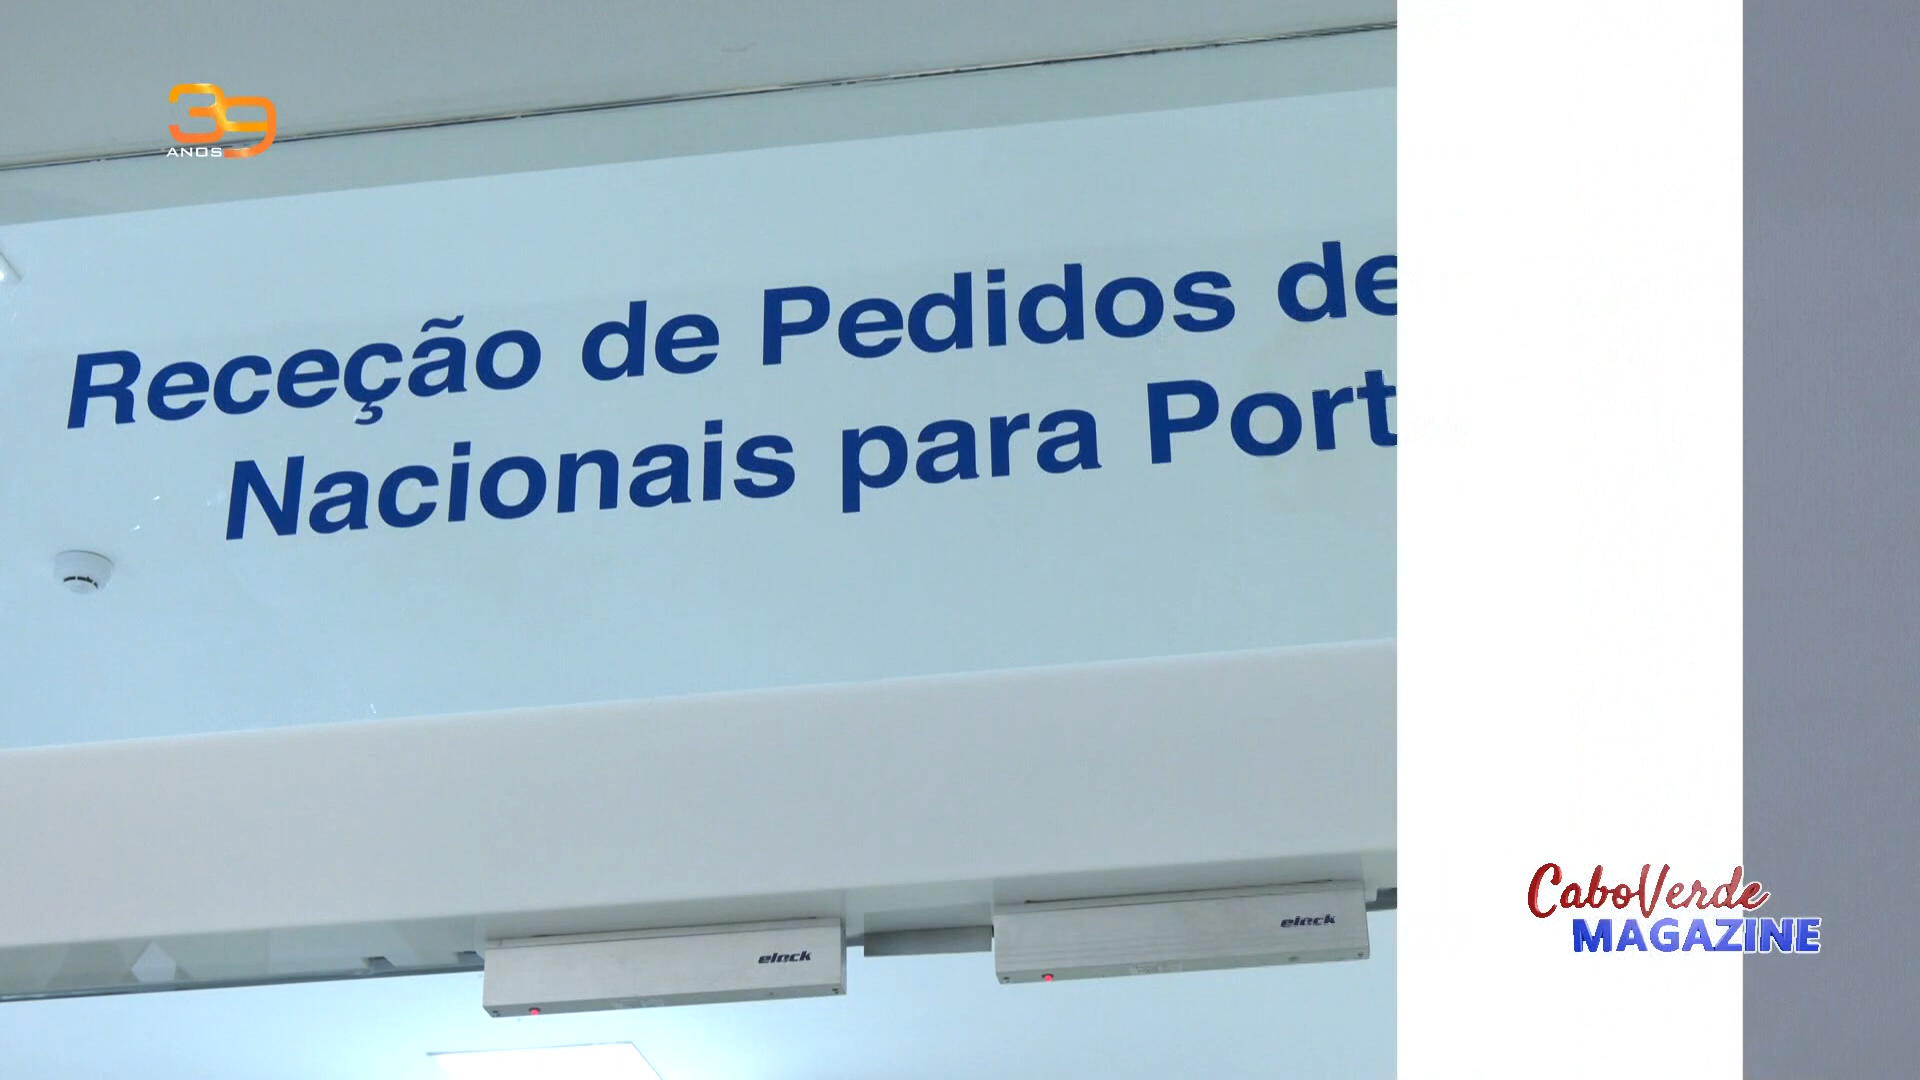 39
ANOS
Receção de Pedidos de
Nacionais para Port
elock
elock
CaboVerde
MAGAZINE